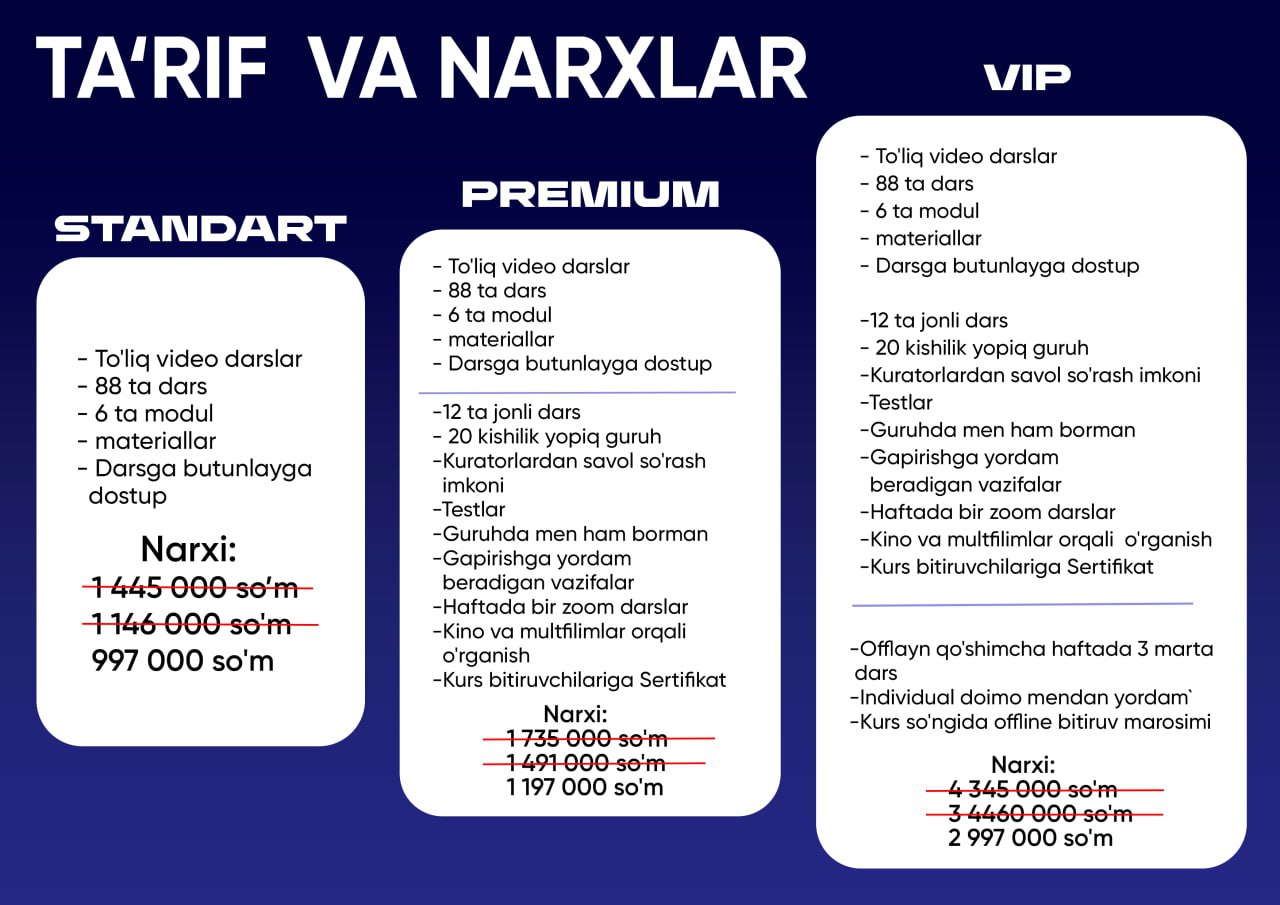 TA‘RIF VA NARXLAR
STANDART
- To'liq video darslar
- 88 ta dars
- 6 ta modul
- materiallar
- Darsga butunlayga
dostup
Narxi:
1 445 000 so’m
1 146 000 so'm
997 000 so'm
PREMIUM
- To'liq video darslar
- 88 ta dars
- 6 ta modul
- materiallar
- Darsga butunlayga dostup
-12 ta jonli dars
- 20 kishilik yopiq guruh
-Kuratorlardan savol so'rash
imkoni
-Testlar
-Guruhda men ham borman
-Gapirishga yordam
beradigan vazifalar
-Haftada bir zoom darslar
-Kino va multfilimlar orqali
o'rganish
-Kurs bitiruvchilariga Sertifikat
Narxi:
1 735 000 so'm
1 491 000 so'm
1 197 000 so'm
VIP
- To'liq video darslar
- 88 ta dars
- 6 ta modul
- materiallar
- Darsga butunlayga dostup
-12 ta jonli dars
- 20 kishilik yopiq guruh
-Kuratorlardan savol so'rash imkoni
-Testlar
-Guruhda men ham borman
-Gapirishga yordam
beradigan vazifalar
-Haftada bir zoom darslar
-Kino va multfilimlar orqali o'rganish
-Kurs bitiruvchilariga Sertifikat
-Offlayn qo'shimcha haftada 3 marta
dars
-Individual doimo mendan yordam`
-Kurs so'ngida offline bitiruv marosimi
Narxi:
4 345 000 so'm
3 4460 000 so'm
2 997 000 so'm